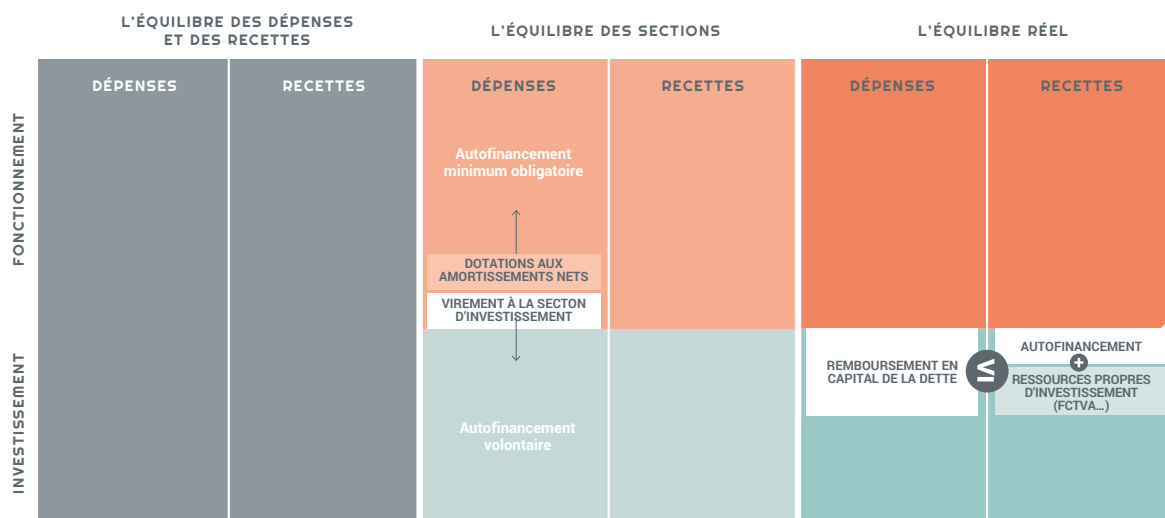 L'ÉQUILIBRE DES DÉPENSES
ET DES RECETTES
L'ÉQUILIBRE DES SECTIONS
L'ÉQUILIBRE RÉEL
DÉPENSES
RECETTES
DÉPENSES
RECETTES
DÉPENSES
RECETTES
FONCTIONNEMENT
Autofinancement
minimum obligatoire
DOTATIONS AUX
AMORTISSEMENTS NETS
VIREMENT À LA SECTON
D'INVESTISSEMENT
INVESTISSEMENT
Autofinancement
volontaire
REMBOURSEMENT EN
CAPITAL DE LA DETTE
≤
AUTOFINANCEMENT
+
RESSOURCES PROPRES
D'INVESTISSEMENT
(FCTVA...)